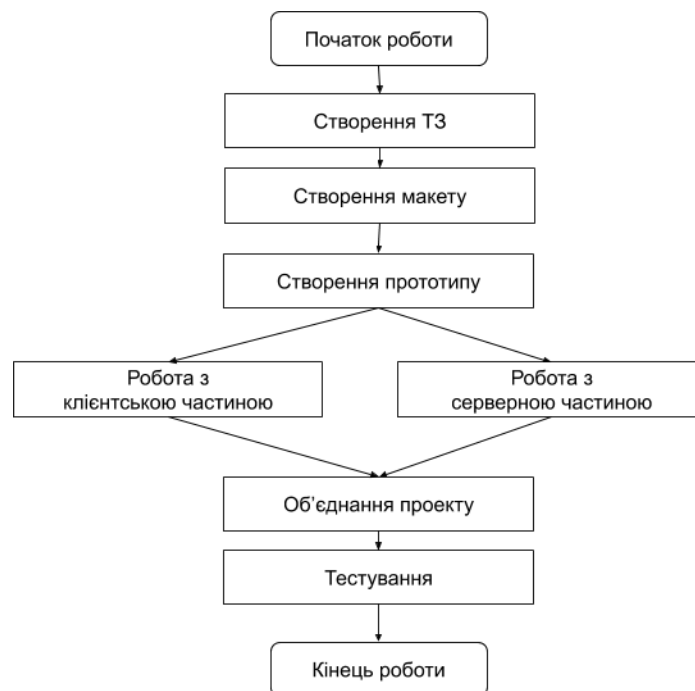 Початок роботи
Створення ТЗ
Створення макету
Створення прототипу
Робота з
клієнтською частиною
Робота з
серверною частиною
Об’єднання проекту
Тестування
Кінець роботи